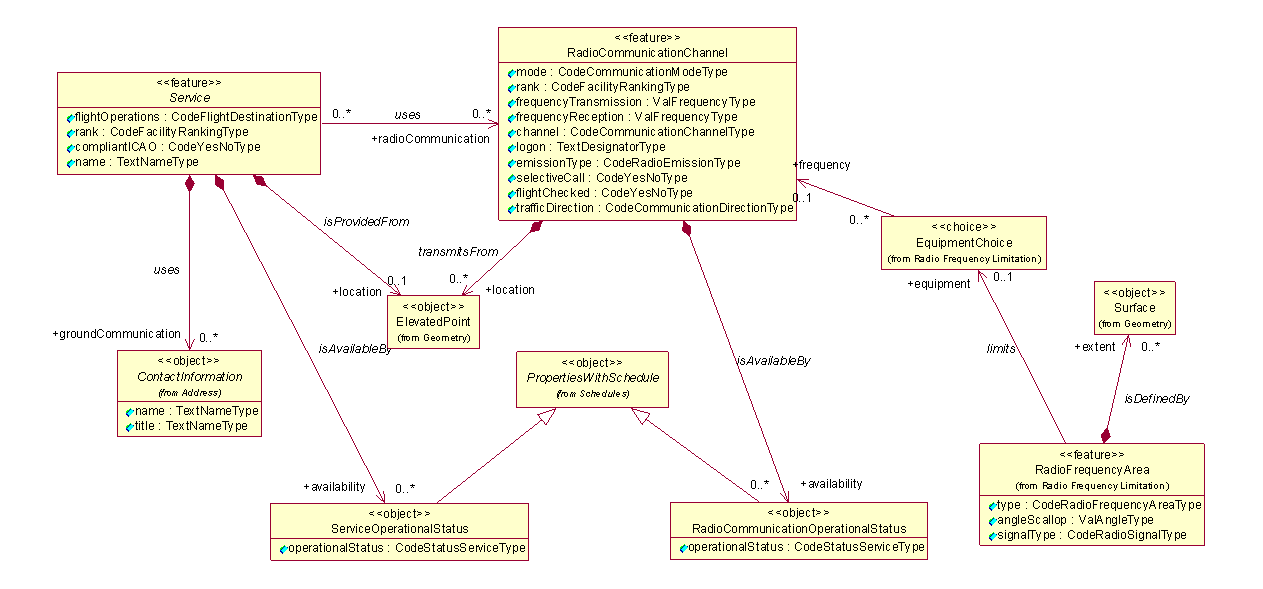 <<feature>>
RadioCommunicationChannel
mode : CodeCommunicationModeType
rank : CodeFacilityRankingType
frequencyTransmission : ValFrequencyType
frequencyReception : ValFrequencyType
channel : CodeCommunicationChannelType
logon : TextDesignatorType
emissionType : CodeRadioEmissionType
selectiveCall : CodeYesNoType
flightChecked : CodeYesNoType
trafficDirection : CodeCommunicationDirectionType
<<feature>>
Service
flightOperations : CodeFlightDestinationType
rank : CodeFacilityRankingType
compliantICAO : CodeYesNoType
name : TextNameType
0..*
uses
0..*
+radioCommunication
+frequency
0..1
0..*
<<choice>>
EquipmentChoice
(from Radio Frequency Limitation)
isProvidedFrom
transmitsFrom
uses
0..1
+location
0..*
+location
+equipment
0..1
<<object>>
ElevatedPoint
(from Geometry)
<<object>>
Surface
(from Geometry)
+groundCommunication
0..*
isAvailableBy
isAvailableBy
limits
+extent
0..*
<<object>>
ContactInformation
(from Address)
name : TextNameType
title : TextNameType
<<object>>
PropertiesWithSchedule
(from Schedules)
isDefinedBy
<<feature>>
RadioFrequencyArea
(from Radio Frequency Limitation)
type : CodeRadioFrequencyAreaType
angleScallop : ValAngleType
signalType : CodeRadioSignalType
+availability
0..*
0..*
+availability
<<object>>
ServiceOperationalStatus
operationalStatus : CodeStatusServiceType
<<object>>
RadioCommunicationOperationalStatus
operationalStatus : CodeStatusServiceType